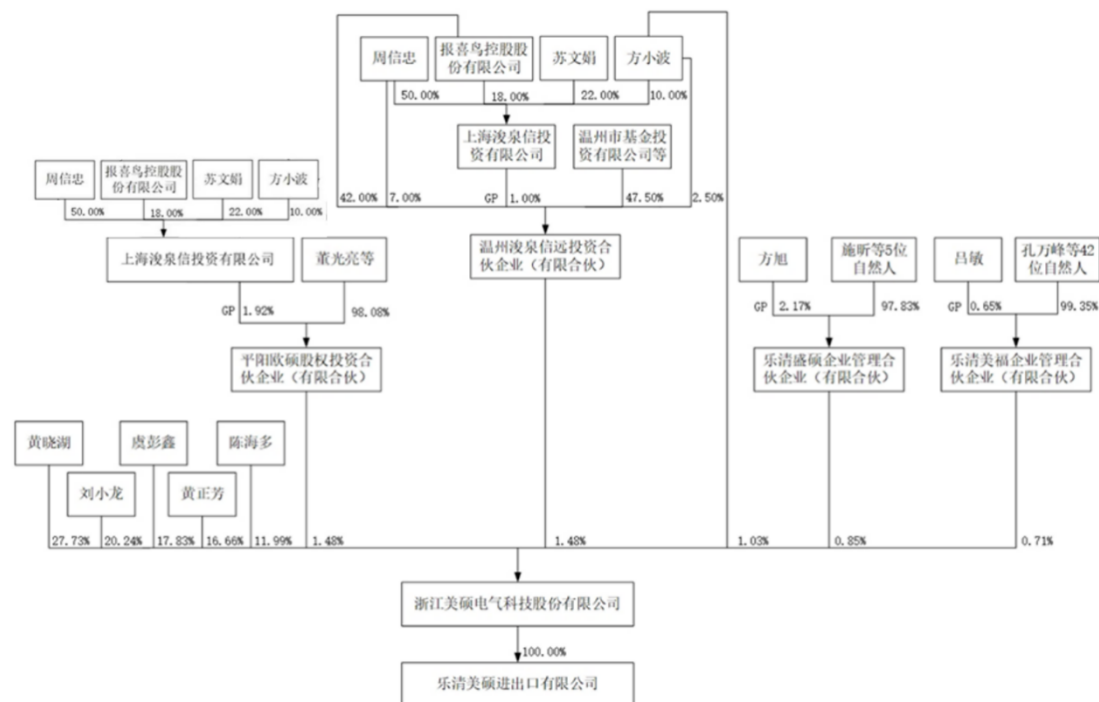 周信忠
报喜鸟控股股
份有限公司
苏文娟
方小波
50.00%
18.00%
22.00%
10.00%
上海浚泉信投
资有限公司
温州市基金投
资有限公司等
周信忠
报喜鸟控股股
份有限公司
苏文娟
方小波
42.00%
7.00%
GP
1.00%
47.50%
2.50%
50.00%
18.00%
22.00%
10.00%
上海浚泉信投资有限公司
董光亮等
温州浚泉信远投资合
伙企业（有限合伙）
方旭
施昕等5位
自然人
吕敏
孔万峰等42
位自然人
GP
1.92%
98.08%
GP
2.17%
97.83%
GP
0.65%
99.35%
平阳欧硕股权投资合
伙企业（有限合伙）
乐清盛硕企业管理合
伙企业（有限合伙）
乐清美福企业管理合
伙企业（有限合伙）
黄晓湖
虞彭鑫
陈海多
刘小龙
黄正芳
27.73%
20.24%
17.83%
16.66%
11.99%
1.48%
1.48%
1.03%
0.85%
0.71%
浙江美硕电气科技股份有限公司
100.00%
乐清美硕进出口有限公司